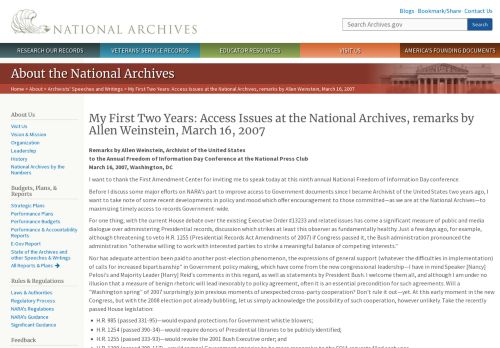 Blogs · Bookmark/Share · Contact Us
NATIONAL ARCHIVES
Search Archives.gov
Search
RESEARCH OUR RECORDS
VETERANS' SERVICE RECORDS
EDUCATOR RESOURCES
VISIT US
AMERICA'S FOUNDING DOCUMENTS
About the National Archives
Home > About > Archivists' Speeches and Writings > My First Two Years: Access Issues at the National Archives, remarks by Allen Weinstein, March 16, 2007
About Us
Visit Us
Vision & Mission
Organization
Leadership
History
National Archives by the
Numbers
Budgets, Plans, &
Reports
Strategic Plans
Performance Plans
Performance Budgets
Performance & Accountability
Reports
E-Gov Report
State of the Archives and
other Speeches & Writings
All Reports & Plans
Rules & Regulations
Laws & Authorities
Regulatory Process
NARA's Regulations
NARA's Guidance
Significant Guidance
Feedback
My First Two Years: Access Issues at the National Archives, remarks by
Allen Weinstein, March 16, 2007
Remarks by Allen Weinstein, Archivist of the United States
to the Annual Freedom of Information Day Conference at the National Press Club
March 16, 2007, Washington, DC
I want to thank the First Amendment Center for inviting me to speak today at this ninth annual National Freedom of Information Day conference.
Before I discuss some major efforts on NARA's part to improve access to Government documents since I became Archivist of the United States two years ago, I
want to take note of some recent developments in policy and mood which offer encouragement to those committed—as we are at the National Archives—to
maximizing timely access to records Government-wide.
For one thing, with the current House debate over the existing Executive Order #13233 and related issues has come a significant measure of public and media
dialogue over administering Presidential records, discussion which strikes at least this observer as fundamentally healthy. Just a few days ago, for example,
although threatening to veto H.R. 1255 (Presidential Records Act Amendments of 2007) if Congress passed it, the Bush administration pronounced the
administration "otherwise willing to work with interested parties to strike a meaningful balance of competing interests."
Nor has adequate attention been paid to another post-election phenomenon, the expressions of general support (whatever the difficulties in implementation)
of calls for increased bipartisanship" in Government policy making, which have come from the new congressional leadership—I have in mind Speaker [Nancy]
Pelosi's and Majority Leader [Harry] Reid's comments in this regard, as well as statements by President Bush. I welcome them all, and although I am under no
illusion that a measure of benign rhetoric will lead inexorably to policy agreement, often it is an essential precondition for such agreements. Will a
"Washington spring" of 2007 surprisingly join previous moments of unexpected cross-party cooperation? Don't rule it out—yet. At this early moment in the new
Congress, but with the 2008 election pot already bubbling, let us simply acknowledge the possibility of such cooperation, however unlikely. Take the recently
passed House legislation:
• H.R. 985 (passed 331-95)—would expand protections for Government whistle blowers;
• H.R. 1254 (passed 390–34)— would require donors of Presidential libraries to be publicly identified;
• H.R. 1255 (passed 333–93)—would revoke the 2001 Bush Executive order; and